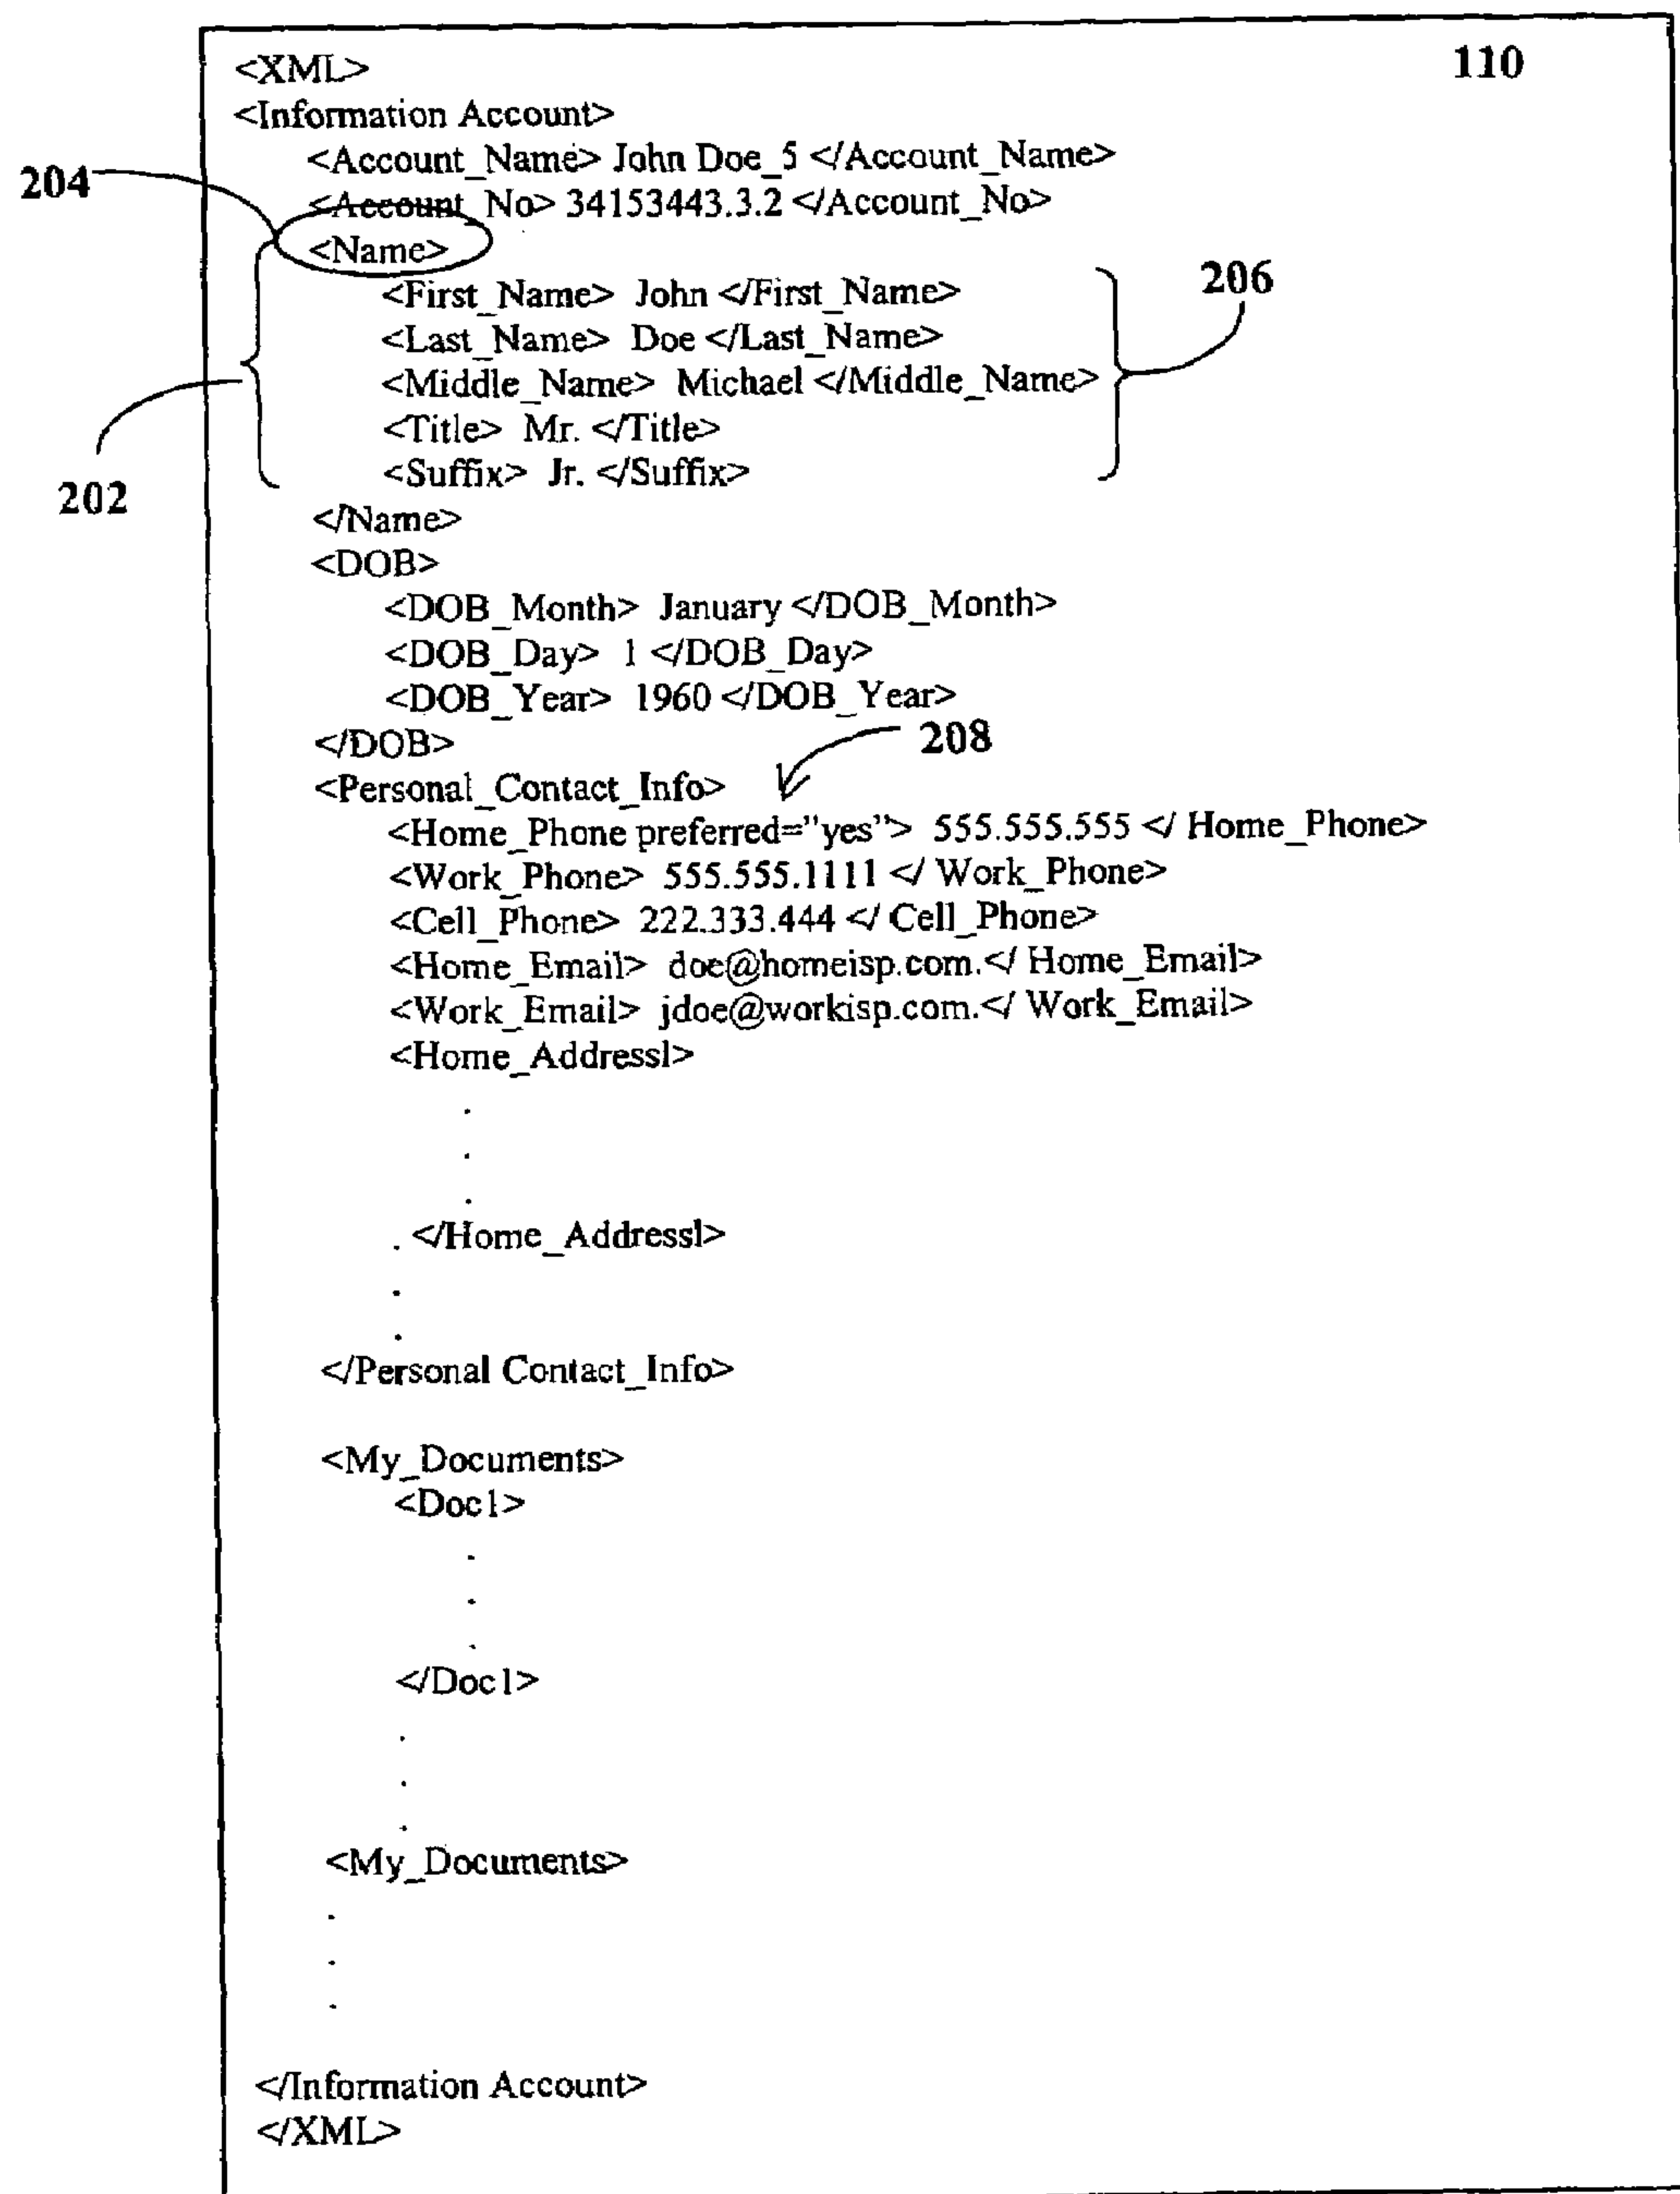 110
<XML>
<Information Account>
<Account_Name> John Doe_5 </Account_Name>
204
<Account_No> 34153443.3.2 </Account_No>
<Name>
206
<First_Name> John </First_Name>
<Last_Name> Doe </Last_Name>
<Middle_Name> Michael </Middle_Name>
<Title> Mr. </Title>
<Suffix> Jr. </Suffix>
202
</Name>
<DOB>
<DOB_Month> January </DOB_Month>
<DOB_Day> 1 </DOB_Day>
<DOB_Year> 1960 </DOB_Year>
</DOB>
208
<Personal_Contact_Info>
<Home_Phone preferred="yes"> 555.555.555 </ Home_Phone>
<Work_Phone> 555.555.1111 </ Work_Phone>
<Cell_Phone> 222.333.444 </ Cell_Phone>
<Home_Email> doe@homeisp.com.</ Home_Email>
<Work_Email> jdoe@workisp.com.</ Work_Email>
<Home_Addressl>
.
.
.
. </Home_Addressl>
.
.
</Personal Contact_Info>
<My_Documents>
<Doc1>
.
.
.
</Doc1>
.
.
.
<My_Documents>
.
.
.
</Information Account>
</XML>